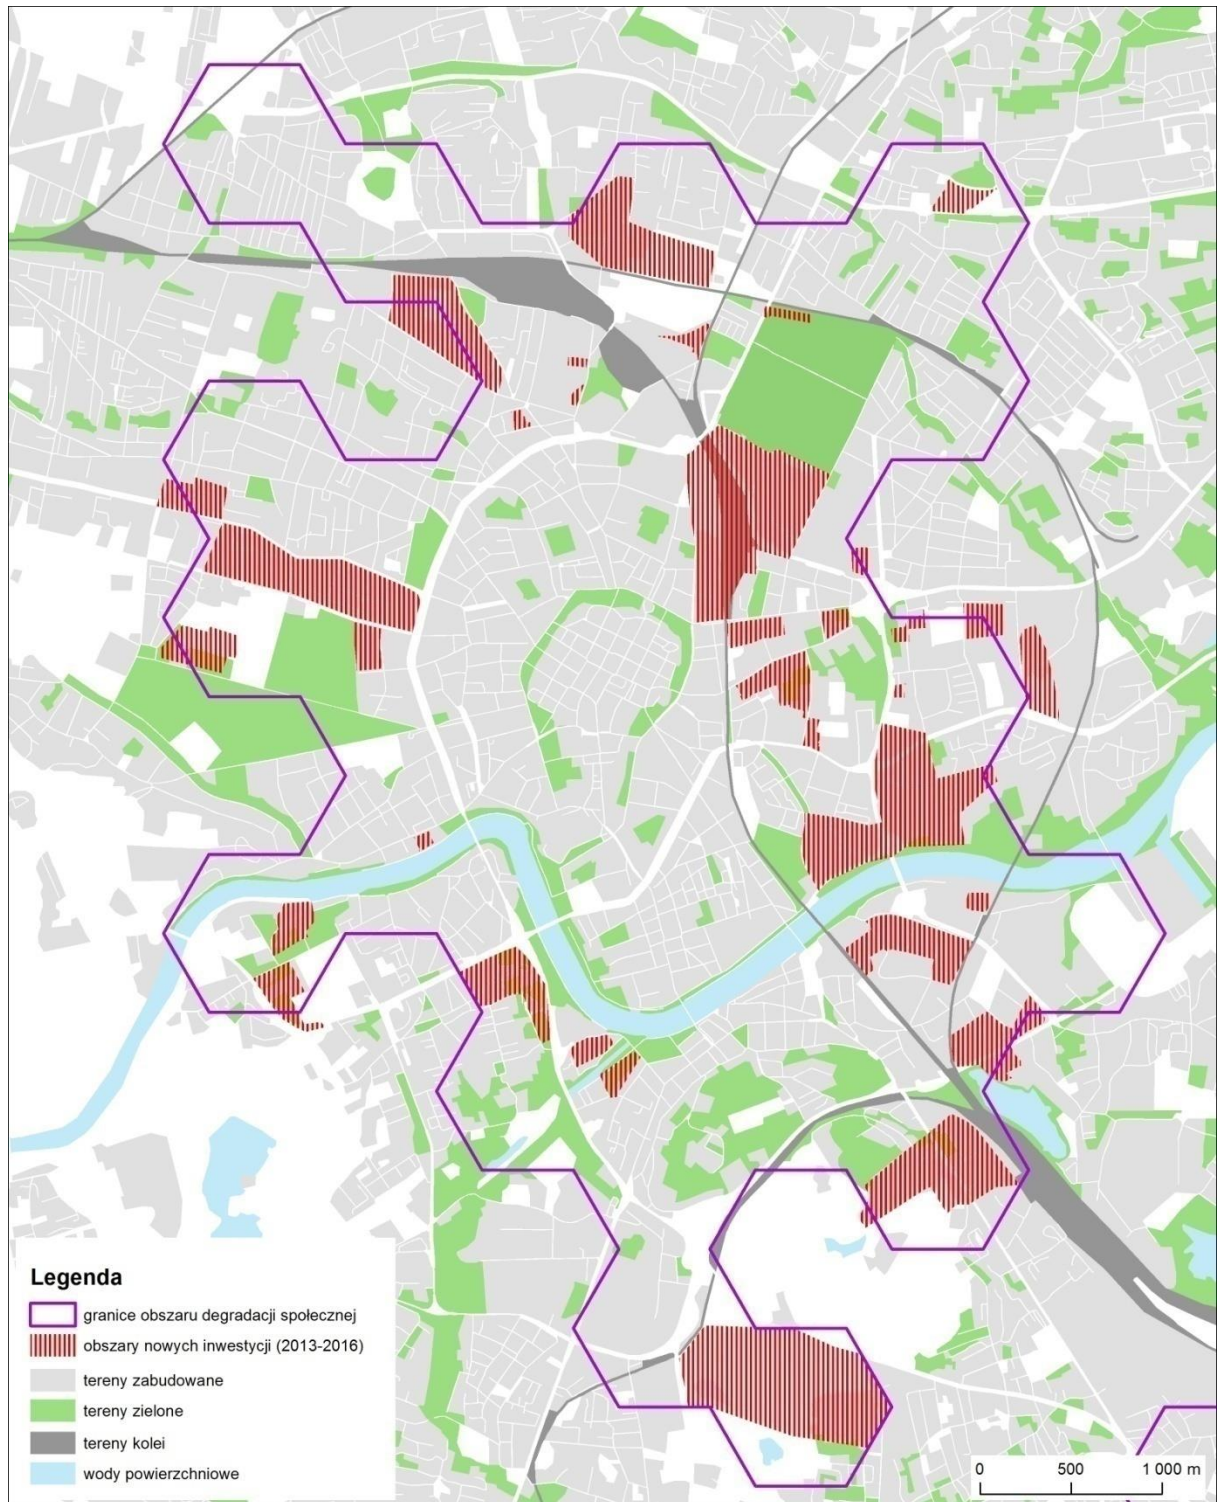 Legenda
granice obszaru degradacji społecznej
obszary nowych inwestycji (2013-2016)
tereny zabudowane
tereny zielone
tereny kolei
wody powierzchniowe
0 500 1 000 m